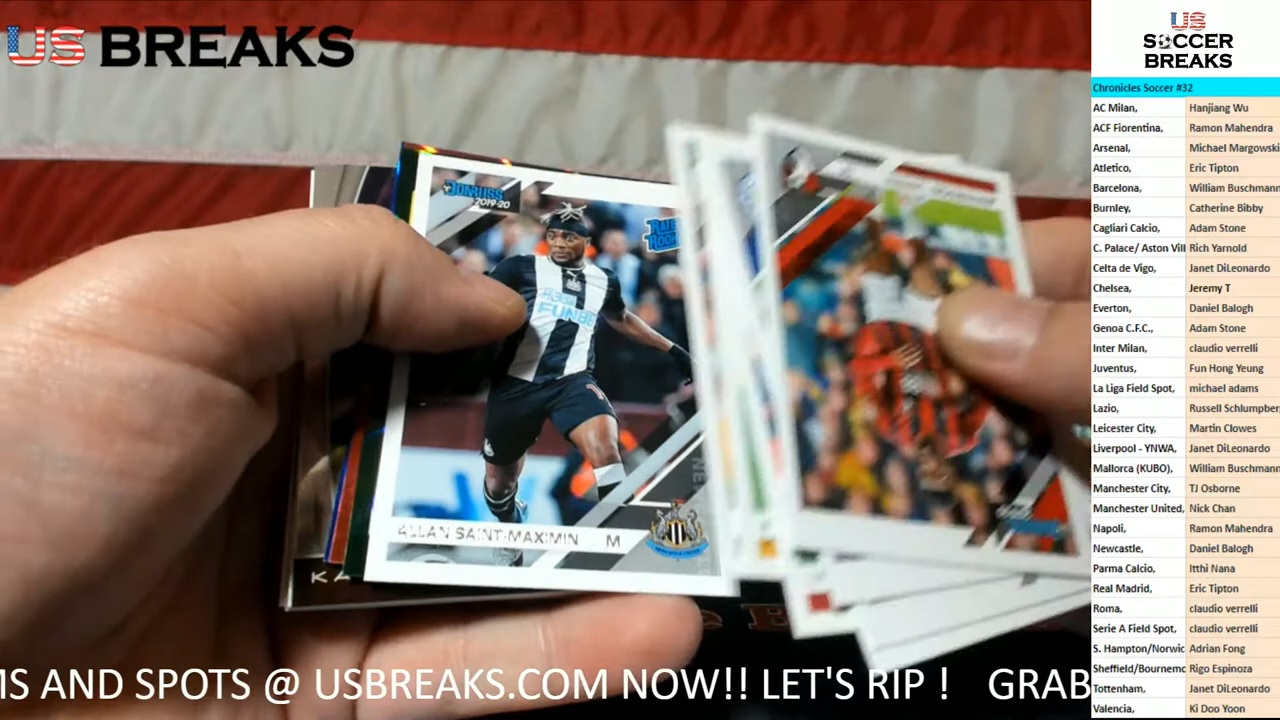 US BREAKS
US
SOCCER
BREAKS
Chronicles Soccer #32
AC Milan, Hanjiang Wu
ACF Fiorentina, Ramon Mahendra
Arsenal, Michael Margowski
Atletico, Eric Tipton
Barcelona, William Buschmann
Burnley, Catherine Bibby
Cagliari Calcio, Adam Stone
C. Palace/ Aston Vill Rich Yarnold
Celta de Vigo, Janet DiLeonardo
Chelsea, Jeremy T
Everton, Daniel Balogh
Genoa C.F.C., Adam Stone
Inter Milan, claudio verrelli
Juventus, Fun Hong Yeung
La Liga Field Spot, michael adams
Lazio, Russell Schlumber
Leicester City, Martin Clowes
Liverpool - YNWA, Janet DiLeonardo
Mallorca (KUBO), William Buschmann
Manchester City, TJ Osborne
Manchester United, Nick Chan
Napoli, Ramon Mahendra
Newcastle, Daniel Balogh
Parma Calcio, Itthi Nana
Real Madrid, Eric Tipton
Roma, claudio verrelli
Serie A Field Spot, claudio verrelli
S. Hampton/Norwic Adrian Fong
Sheffield/Bournem Rigo Espinoza
Tottenham, Janet DiLeonardo
Valencia, Ki Doo Yoon
DONRUSS
2019-20
FUN88
ALLAN SAINT-MAXIMIN M
KA
MS AND SPOTS @ USBREAKS.COM NOW!! LET'S RIP ! GRAB